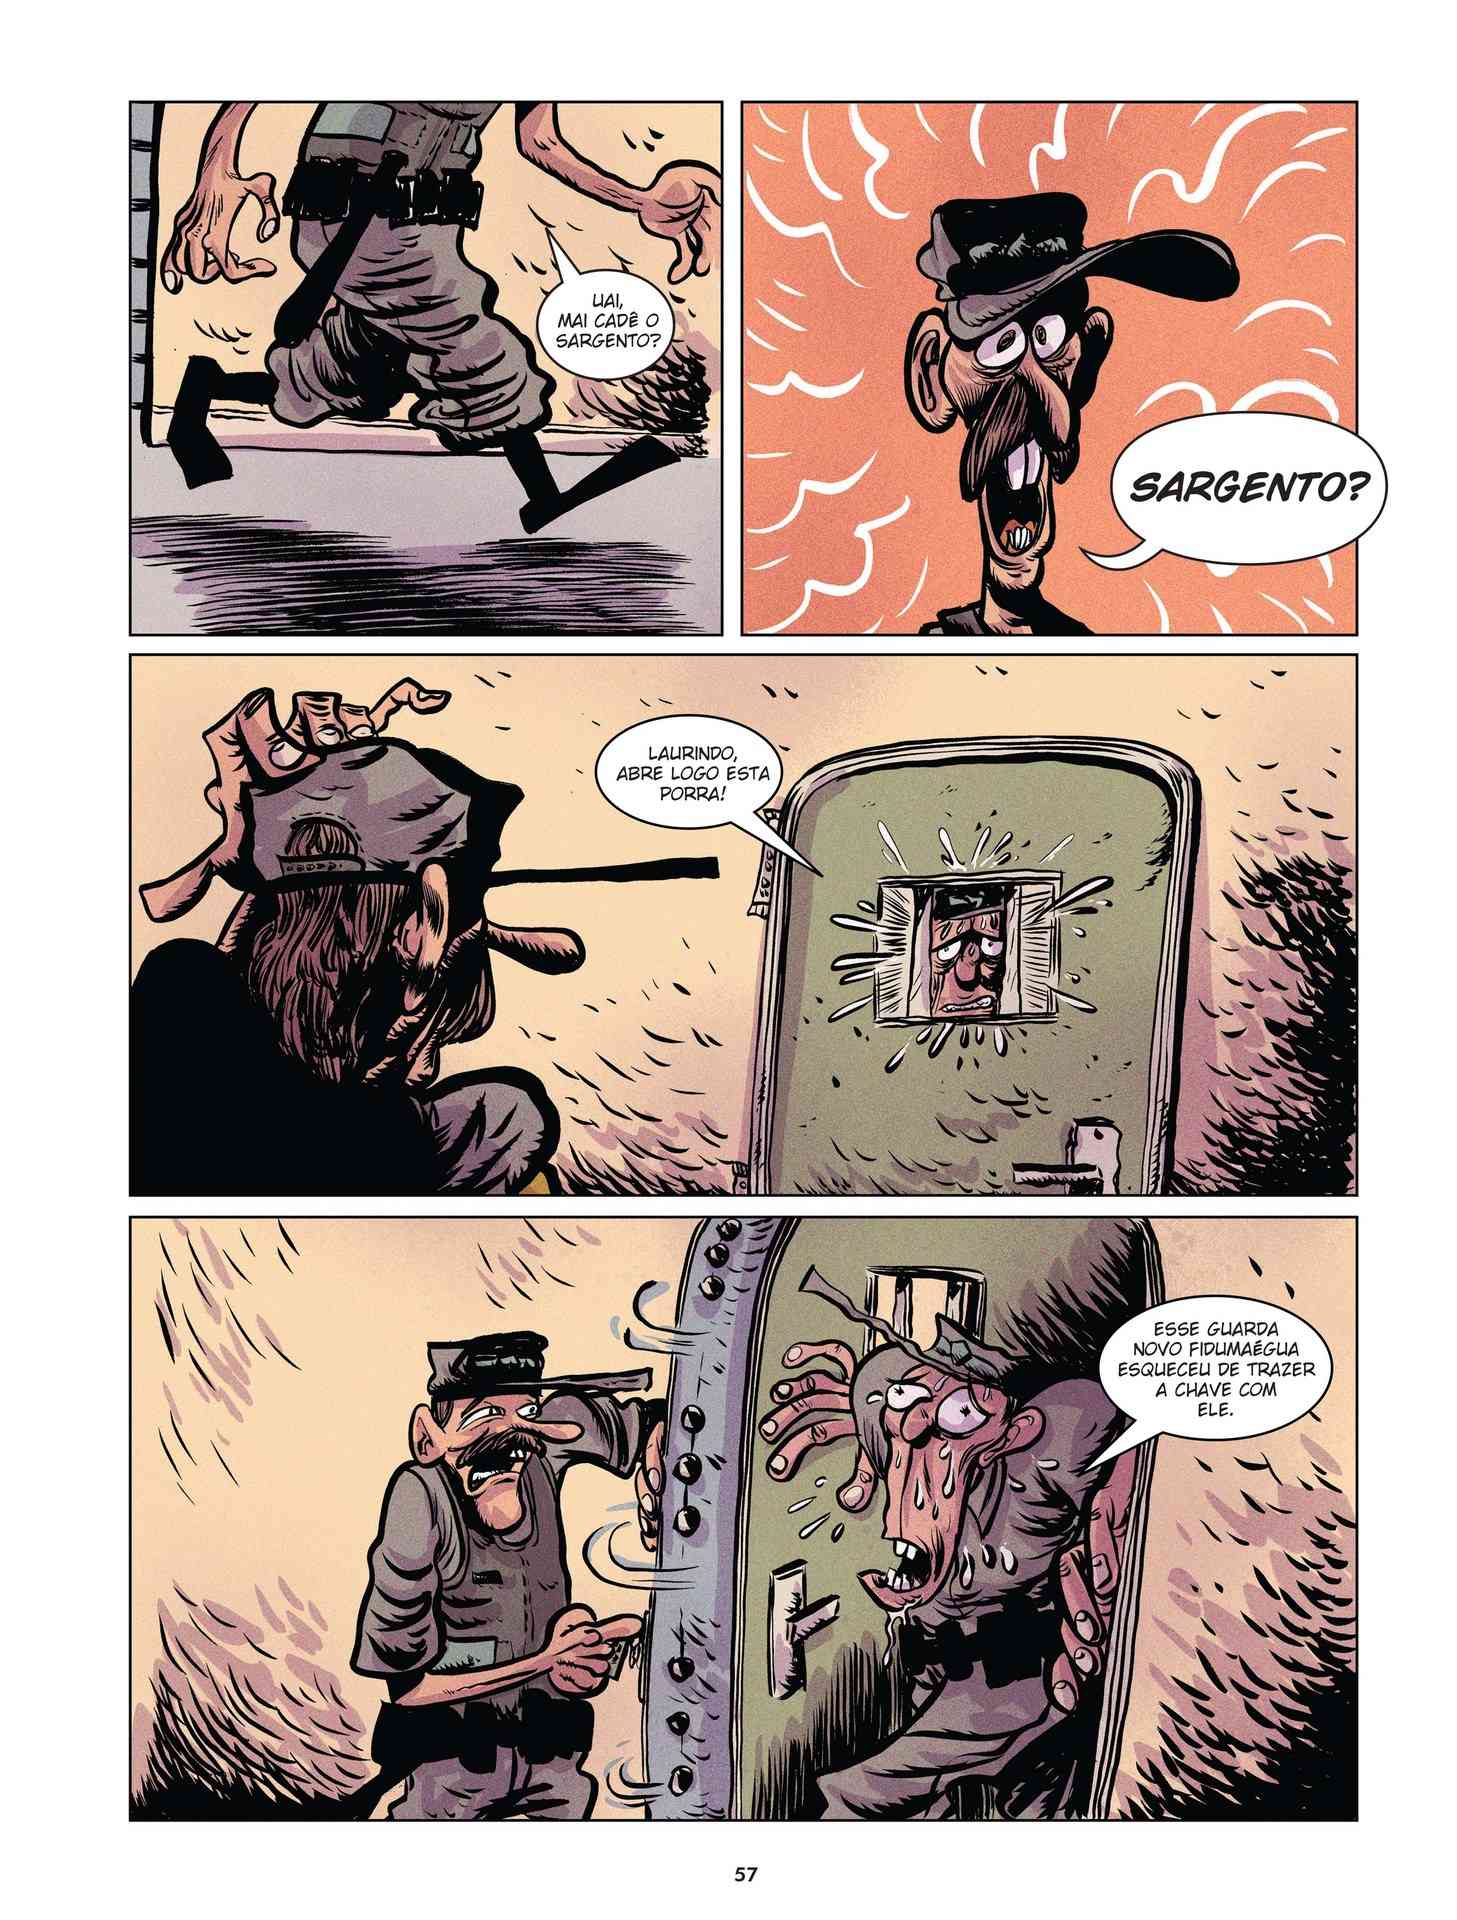 UAI,
MAI CADÊ O
SARGENTO?
SARGENTO?
LAURINDO,
ABRE LOGO ESTA
PORRA!
ESSE GUARDA
NOVO FIDUMAÉGUA
ESQUECEU DE TRAZER
A CHAVE COM
ELE.
57